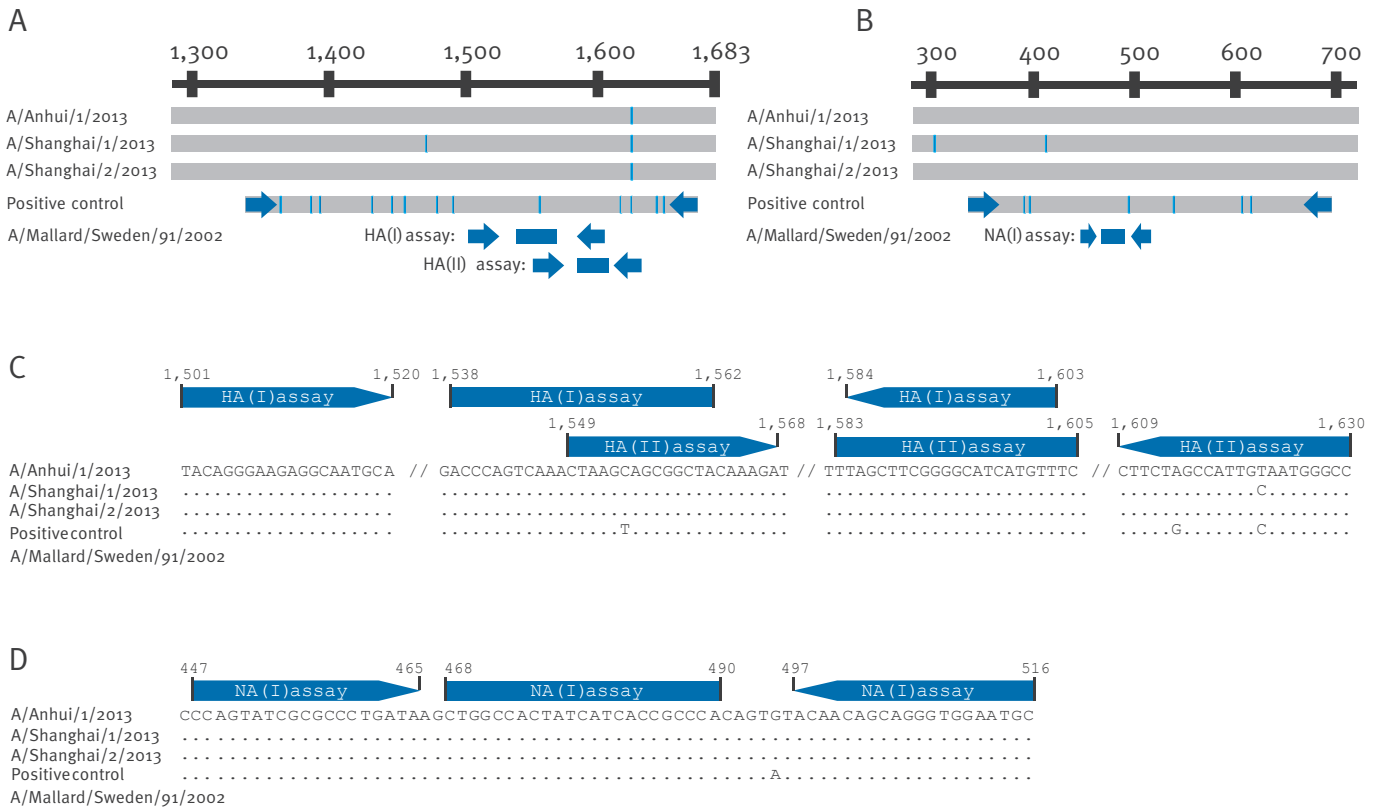 A
1,300 1,400 1,500 1,600 1,683
A/Anhui/1/2013
A/Shanghai/1/2013
A/Shanghai/2/2013
Positive control
A/Mallard/Sweden/91/2002
HA(I) assay:
HA(II) assay:
B
300 400 500 600 700
A/Anhui/1/2013
A/Shanghai/1/2013
A/Shanghai/2/2013
Positive control
A/Mallard/Sweden/91/2002
NA(I) assay:
C
1,501 1,520 1,538 1,562 1,584 1,603
HA(I)assay HA(I)assay HA(I)assay
1,549 1,568 1,583 1,605 1,609 1,630
HA(II)assay HA(II)assay HA(II)assay
A/Anhui/1/2013 TACAGGGAAGAGGCAATGCA // GACCCAGTCAAACTAAGCAGCGGCTACAAAGAT // TTTAGCTTCGGGGCATCATGTTTC // CTTCTAGCCATTGTAATGGGCC
A/Shanghai/1/2013 .................... ................................. ........................ .............C........
A/Shanghai/2/2013 .................... ................................. ........................ ......................
Positivecontrol .................... .................T............... ........................ .....G.......C........
A/Mallard/Sweden/91/2002
D
447 465 468 490 497 516
NA(I)assay NA(I)assay NA(I)assay
A/Anhui/1/2013 CCCAGTATCGCGCCCTGATAAGCTGGCCACTATCATCACCGCCCACAGTGTACAACAGCAGGGTGGAATGC
A/Shanghai/1/2013 .......................................................................
A/Shanghai/2/2013 .......................................................................
Positivecontrol .................................................A.....................
A/Mallard/Sweden/91/2002